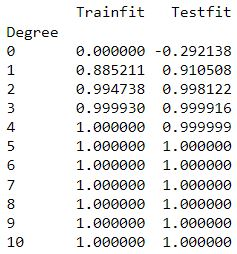 Trainfit Testfit
Degree
0 0.000000 -0.292138
1 0.885211 0.910508
2 0.994738 0.998122
3 0.999930 0.999916
4 1.000000 0.999999
5 1.000000 1.000000
6 1.000000 1.000000
7 1.000000 1.000000
8 1.000000 1.000000
9 1.000000 1.000000
10 1.000000 1.000000